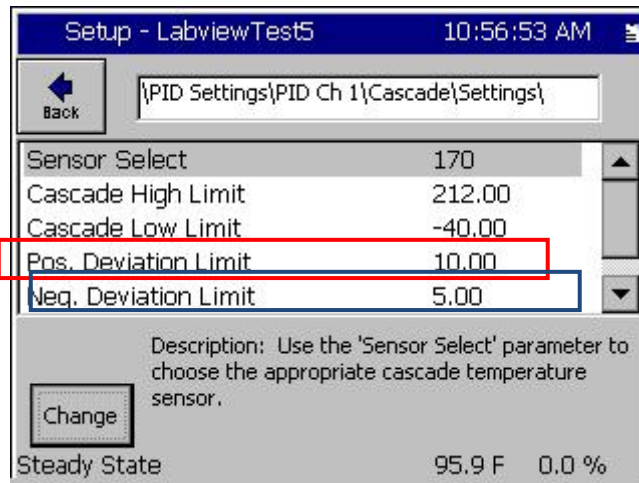 Setup - LabviewTest5 10:56:53 AM
Back
\PID Settings\PID Ch 1\Cascade\Settings\
Sensor Select 170
Cascade High Limit 212.00
Cascade Low Limit -40.00
Pos. Deviation Limit 10.00
Neg. Deviation Limit 5.00
Description: Use the 'Sensor Select' parameter to
choose the appropriate cascade temperature
sensor.
Change
Steady State 95.9 F 0.0 %